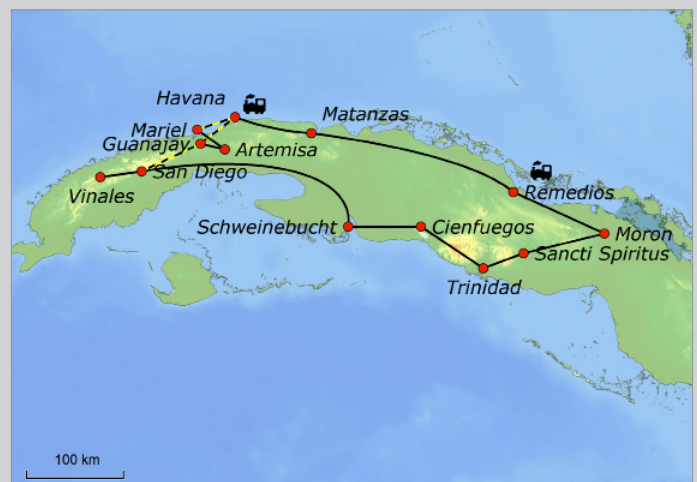 Havana
Matanzas
Mariel
Guanajay
Artemisa
San Diego
Vinales
Remedios
Schweinebucht
Cienfuegos
Moron
Sancti Spiritus
Trinidad
100 km